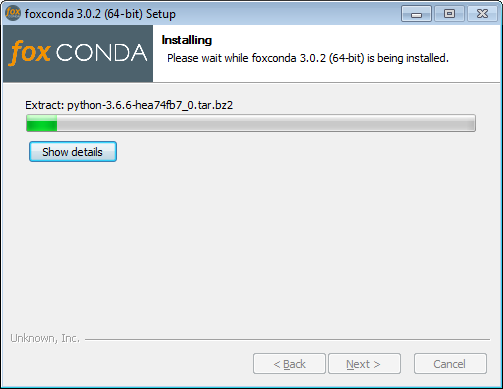 fox foxconda 3.0.2 (64-bit) Setup
fox CONDA
Installing
Please wait while foxconda 3.0.2 (64-bit) is being installed.
Extract: python-3.6.6-hea74fb7_0.tar.bz2
Show details
Unknown, Inc.
< Back
Next >
Cancel